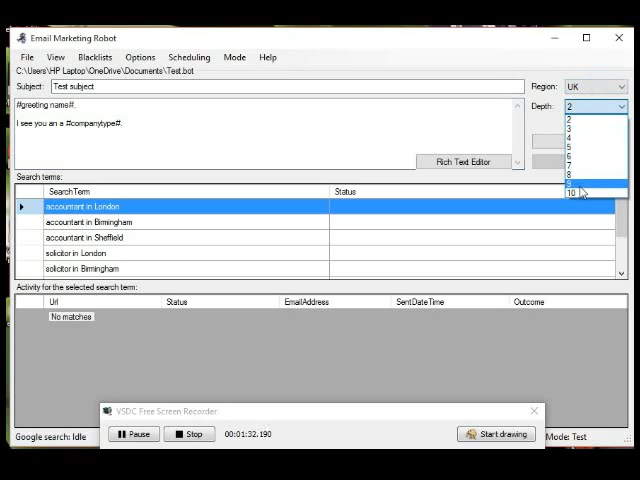 Email Marketing Robot
File View Blacklists Options Scheduling Mode Help
C:\Users\HP Laptop\OneDrive\Documents\Test.bot
Subject: Test subject
Region: UK
#greeting name#,
Depth: 2
I see you an a #companytype#.
2
3
4
5
6
7
8
9
10
Rich Text Editor
Search terms:
SearchTerm Status
accountant in London
accountant in Birmingham
accountant in Sheffield
solicitor in London
solicitor in Birmingham
Activity for the selected search term:
Url Status EmailAddress SentDateTime Outcome
No matches
VSDC Free Screen Recorder
Pause Stop 00:01:32.190 Start drawing
Google search: Idle
Mode: Test